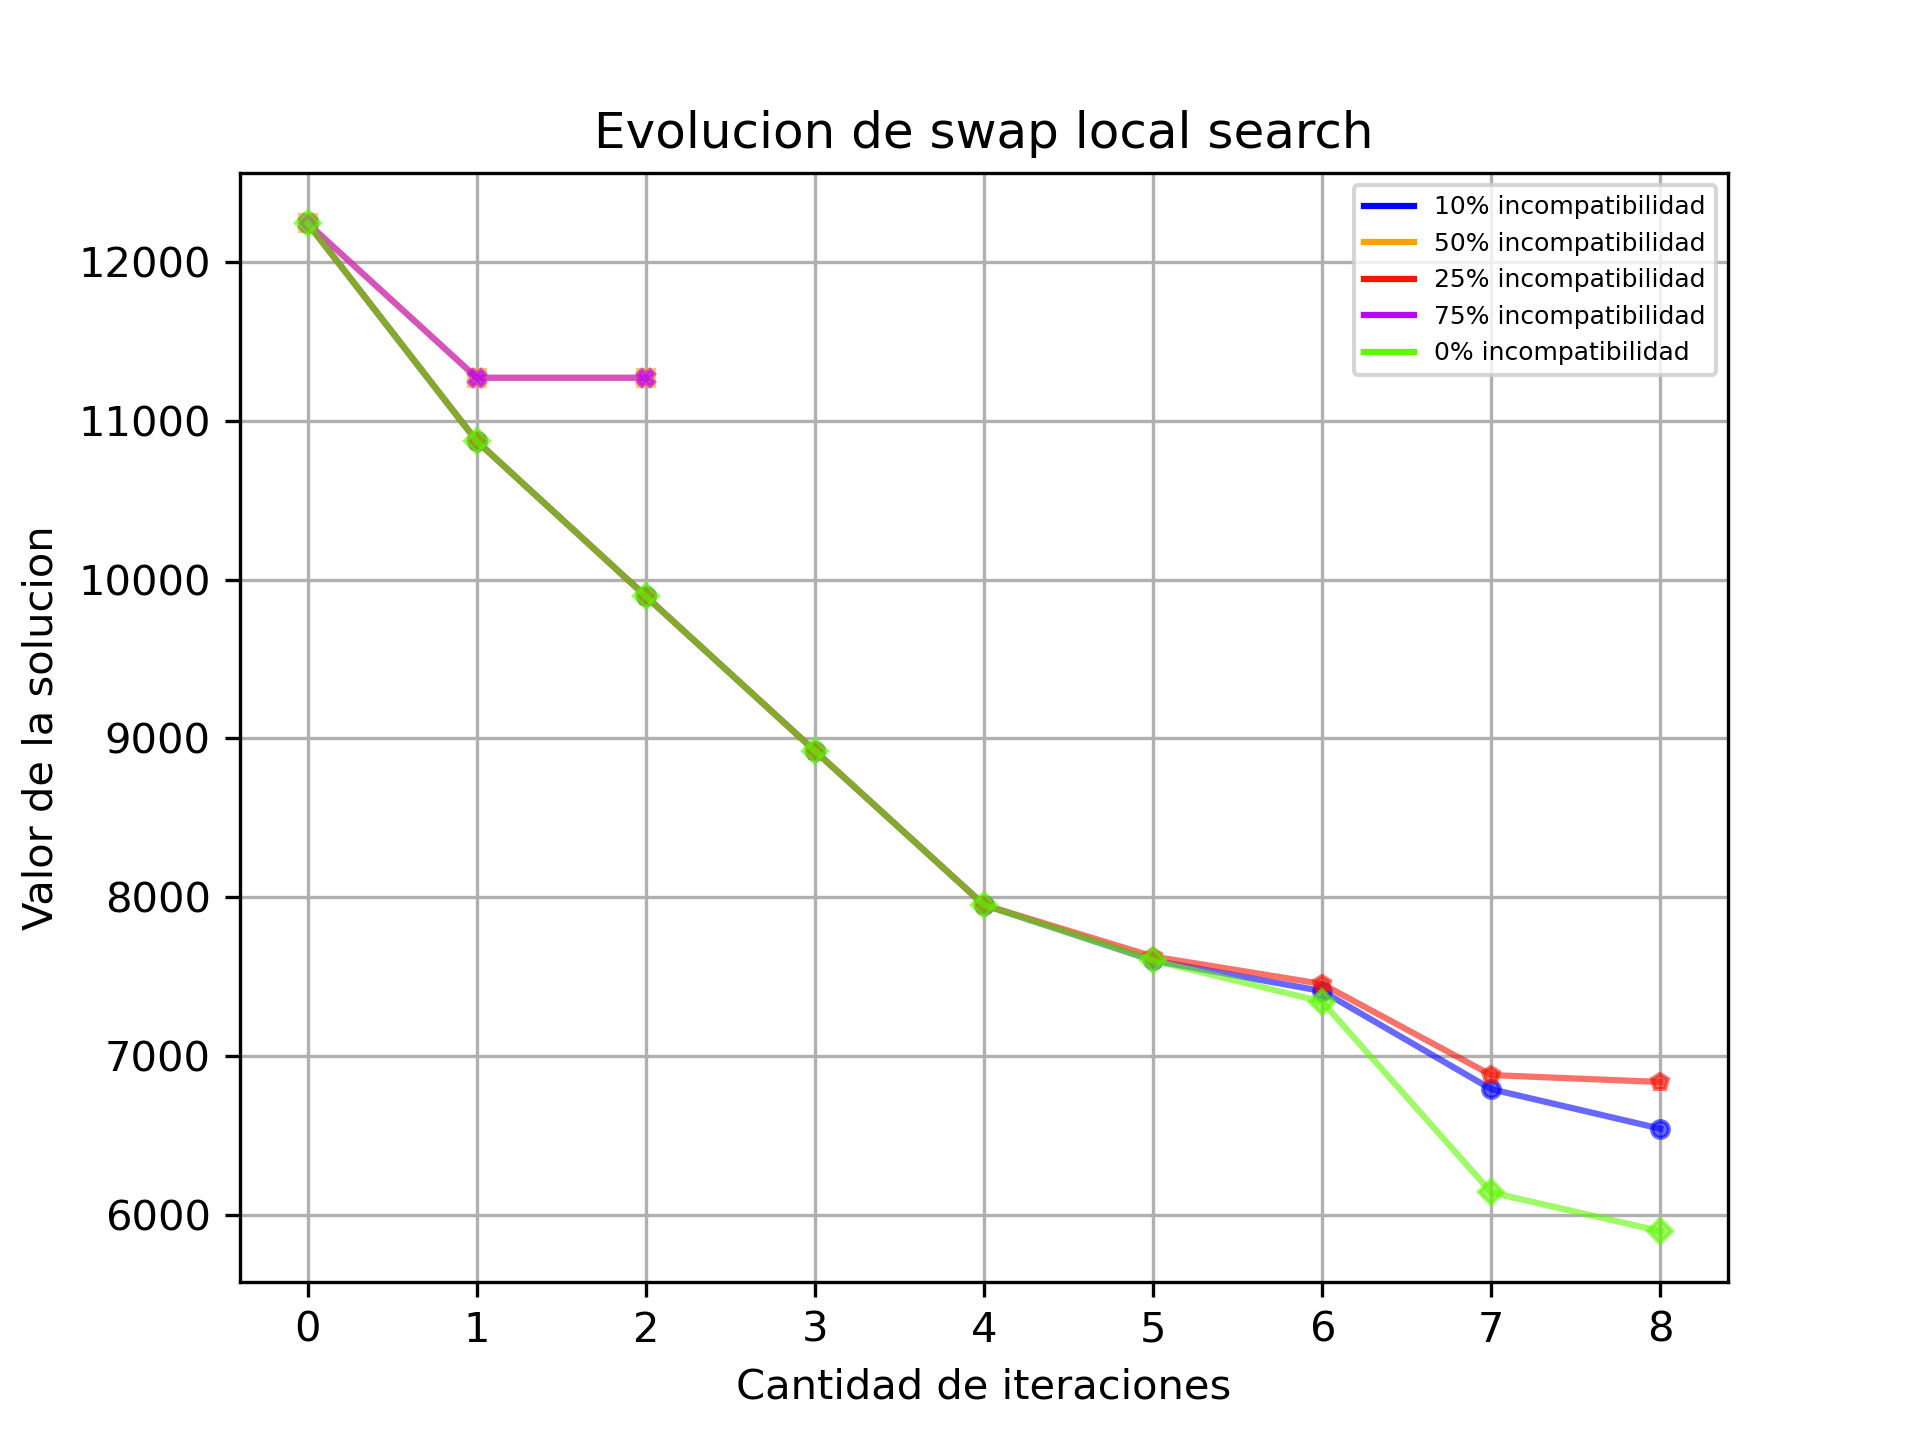 Evolucion de swap local search
10% incompatibilidad
50% incompatibilidad
25% incompatibilidad
75% incompatibilidad
0% incompatibilidad
Valor de la solucion
12000
11000
10000
9000
8000
7000
6000
0 1 2 3 4 5 6 7 8
Cantidad de iteraciones